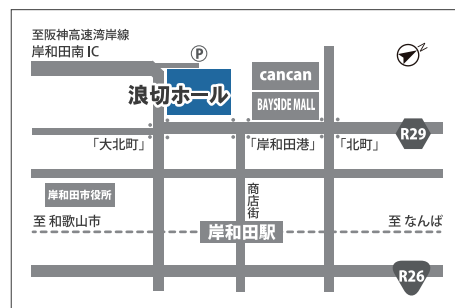 至阪神高速湾岸線
岸和田南IC
P
N
cancan
BAYSIDE MALL
浪切ホール
R29
「大北町」
「岸和田港」
「北町」
岸和田市役所
商店街
至 和歌山市
至 なんば
岸和田駅
R26